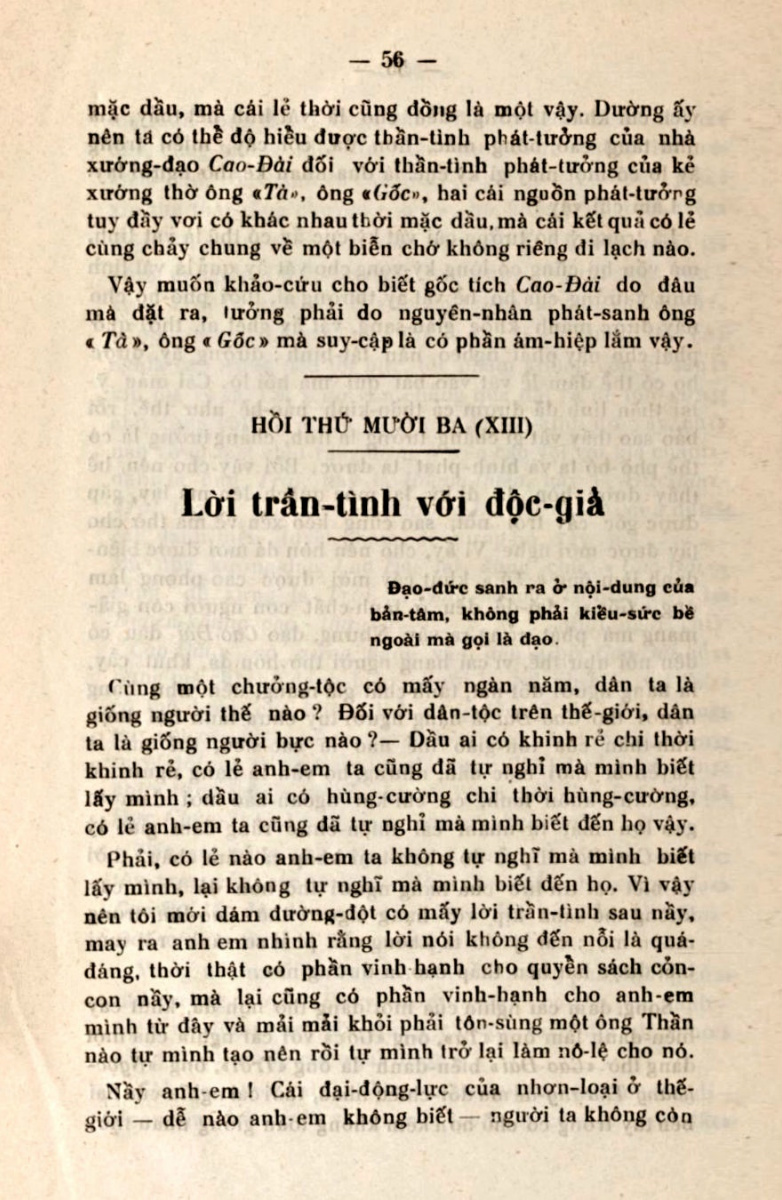 — 56 —
mặc dầu, mà cái lẻ thời cũng đồng là một vậy. Dường ấy
nên ta có thể độ hiểu được thần-tình phát-tưởng của nhà
xướng-đạo Cao-Đài đối với thần-tình phát-tưởng của kẻ
xướng thờ ông «Tà», ông «Gốc», hai cái nguồn phát-tưởng
tuy đầy vơi có khác nhau thời mặc dầu, mà cái kết quả có lẻ
cùng chảy chung về một biển chớ không riêng đi lạch nào.
Vậy muốn khảo-cứu cho biết gốc tích Cao-Đài do đâu
mà đặt ra, tưởng phải do nguyên-nhân phát-sanh ông
« Tà », ông « Gốc » mà suy-cập là có phần ám-hiệp lắm vậy.
HỒI THỨ MƯỜI BA (XIII)
Lời trần-tình với độc-giả
Đạo-đức sanh ra ở nội-dung của
bản-tâm, không phải kiểu-sức bề
ngoài mà gọi là đạo.
Cùng một chưởng-tộc có mấy ngàn năm, dân ta là
giống người thế nào ? Đối với dân-tộc trên thế-giới, dân
ta là giống người bực nào ?— Dầu ai có khinh rẻ chi thời
khinh rẻ, có lẻ anh-em ta cũng đã tự nghỉ mà mình biết
lấy mình ; dầu ai có hùng-cường chi thời hùng-cường,
có lẻ anh-em ta cũng đã tự nghỉ mà mình biết đến họ vậy.
Phải, có lẻ nào anh-em ta không tự nghĩ mà mình biết
lấy mình, lại không tự nghĩ mà mình biết đến họ. Vì vậy
nên tôi mới dám đường-đột có mấy lời trần-tình sau nầy,
may ra anh em nhình rằng lời nói không đến nỗi là quá-
đáng, thời thật có phần vinh hạnh cho quyển sách cỏn-
con nầy, mà lại cũng có phần vinh-hạnh cho anh-em
mình từ đây và mải mải khỏi phải tôn-sùng một ông Thần
nào tự mình tạo nên rồi tự mình trở lại làm nô-lệ cho nó.
Nầy anh-em ! Cái đại-động-lực của nhơn-loại ở thế-
giới — dễ nào anh-em không biết — người ta không còn